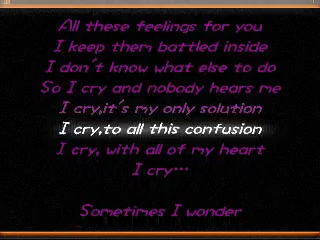 All these feelings for you
I keep them battled inside
I don't know what else to do
So I cry and nobody hears me
I cry,it's my only solution
I cry,to all this confusion
I cry, with all of my heart
I cry...
Sometimes I wonder